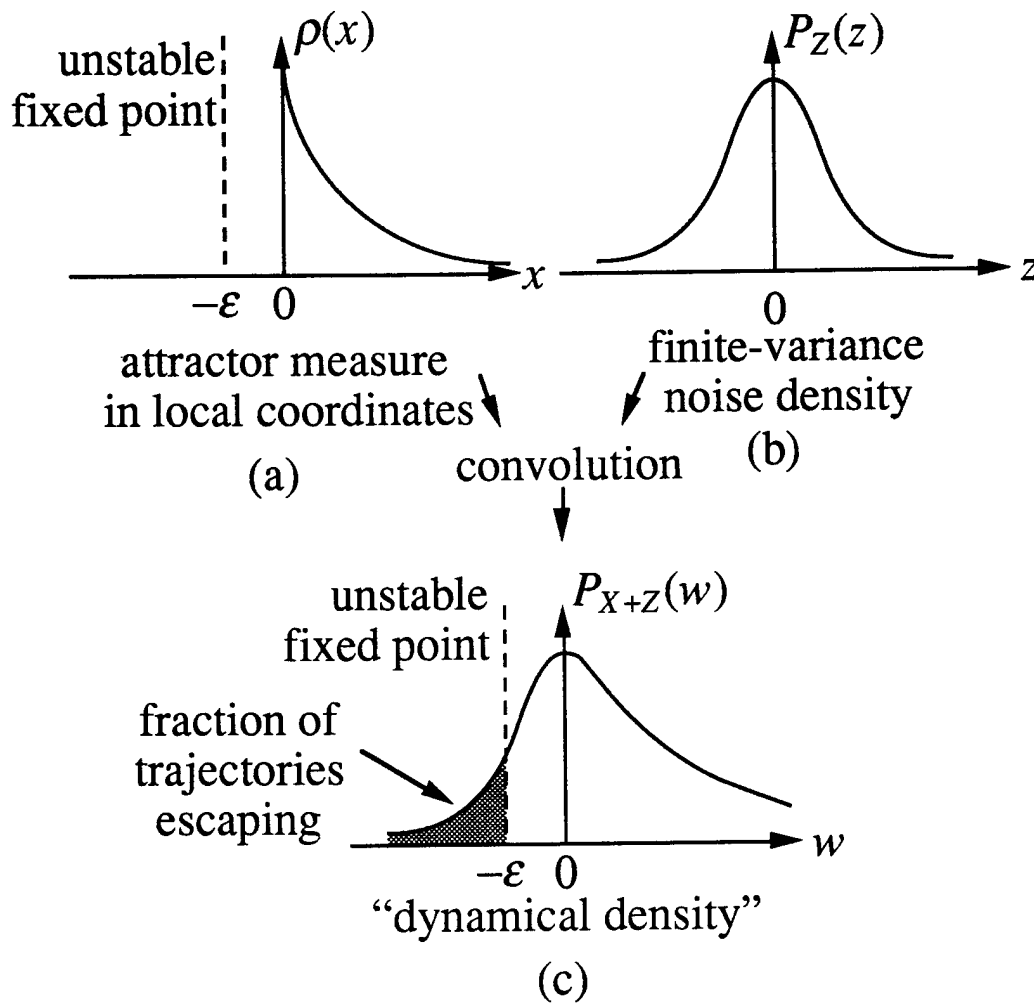 ρ(x)
unstable
fixed point
−ε 0 x
attractor measure
in local coordinates
(a)
P_Z(z)
0
z
finite-variance
noise density
(b)
convolution
unstable
fixed point
P_{X+Z}(w)
fraction of
trajectories
escaping
−ε 0 w
“dynamical density”
(c)